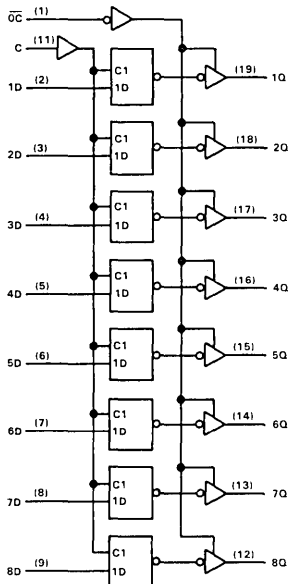 O̅C̅ (1)
C (11)
C1 (19)
1D (2) 1D 1Q
C1 (18)
2D (3) 1D 2Q
C1 (17)
3D (4) 1D 3Q
C1 (16)
4D (5) 1D 4Q
C1 (15)
5D (6) 1D 5Q
C1 (14)
6D (7) 1D 6Q
C1 (13)
7D (8) 1D 7Q
C1 (12)
8D (9) 1D 8Q